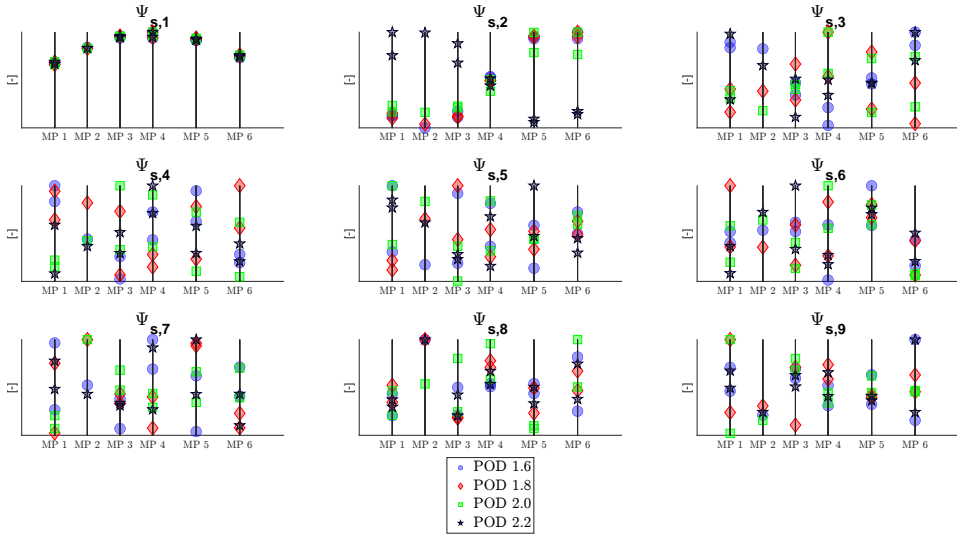 Ψs,1 Ψs,2 Ψs,3
[-] [-] [-]
MP 1 MP 2 MP 3 MP 4 MP 5 MP 6 MP 1 MP 2 MP 3 MP 4 MP 5 MP 6 MP 1 MP 2 MP 3 MP 4 MP 5 MP 6
Ψs,4 Ψs,5 Ψs,6
[-] [-] [-]
MP 1 MP 2 MP 3 MP 4 MP 5 MP 6 MP 1 MP 2 MP 3 MP 4 MP 5 MP 6 MP 1 MP 2 MP 3 MP 4 MP 5 MP 6
Ψs,7 Ψs,8 Ψs,9
[-] [-] [-]
MP 1 MP 2 MP 3 MP 4 MP 5 MP 6 MP 1 MP 2 MP 3 MP 4 MP 5 MP 6 MP 1 MP 2 MP 3 MP 4 MP 5 MP 6
POD 1.6
POD 1.8
POD 2.0
POD 2.2